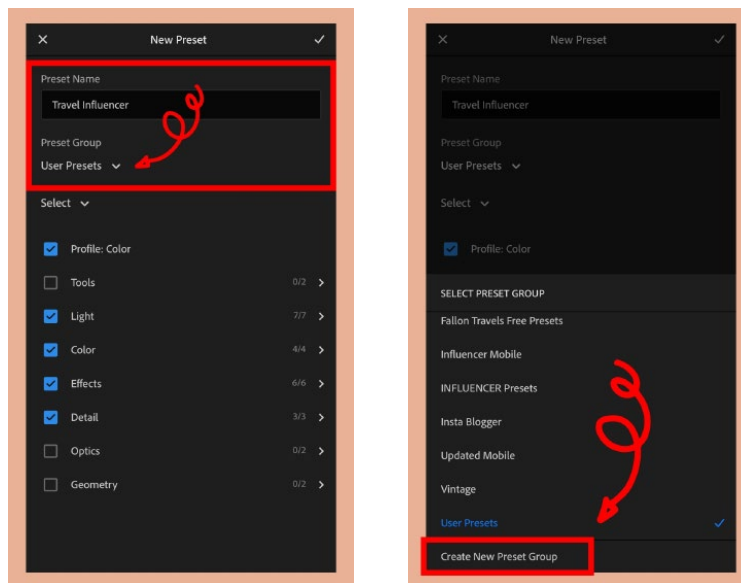 New Preset
Preset Name
Travel Influencer
Preset Group
User Presets
Select
Profile: Color
Tools 0/2
Light 7/7
Color 4/4
Effects 6/6
Detail 3/3
Optics 0/2
Geometry 0/2
New Preset
Preset Name
Travel Influencer
Preset Group
User Presets
Select
Profile: Color
SELECT PRESET GROUP
Fallon Travels Free Presets
Influencer Mobile
INFLUENCER Presets
Insta Blogger
Updated Mobile
Vintage
User Presets
Create New Preset Group